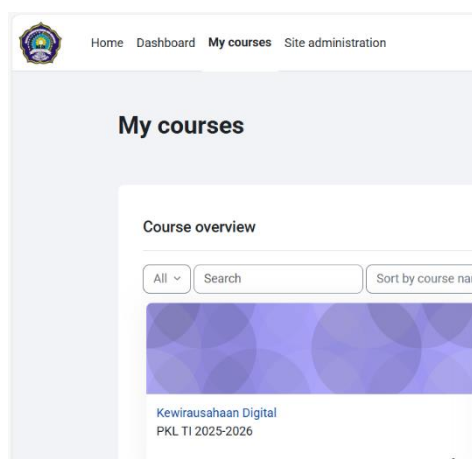 Home Dashboard My courses Site administration
My courses
Course overview
All Search Sort by course na
Kewirausahaan Digital
PKL TI 2025-2026